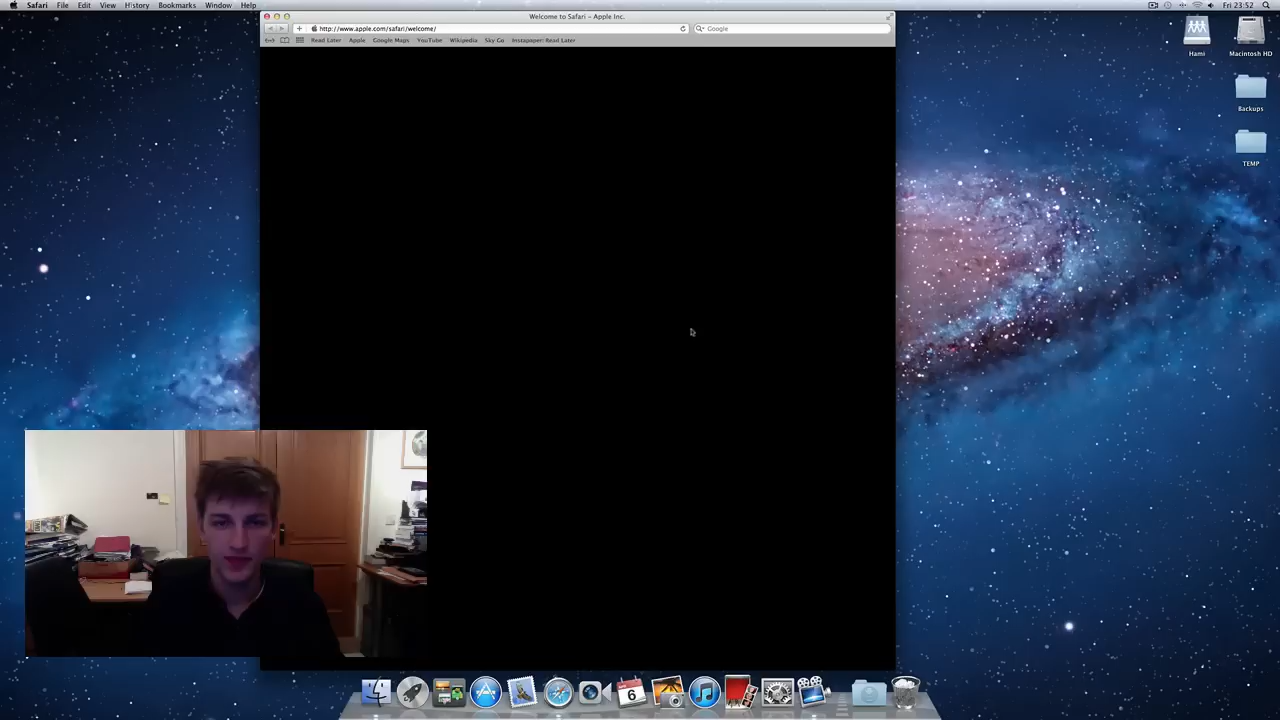 Safari File Edit View History Bookmarks Window Help
Fri 23:52
Welcome to Safari – Apple Inc.
http://www.apple.com/safari/welcome/
Google
Read Later Apple Google Maps YouTube Wikipedia Sky Go Instapaper: Read Later
Hami
Macintosh HD
Backups
TEMP
6